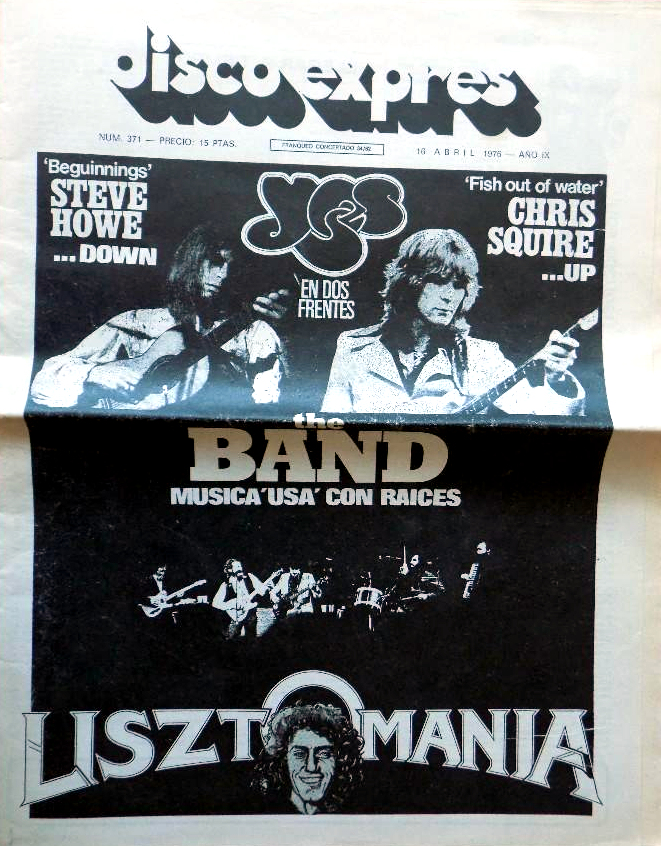 disco expres
NUM. 371 — PRECIO: 15 PTAS.
FRANQUEO CONCERTADO 34/62
16 ABRIL 1976 — AÑO IX
'Beguinnings'
STEVE
HOWE
...DOWN
yes
EN DOS
FRENTES
'Fish out of water'
CHRIS
SQUIRE
...UP
the
BAND
MUSICA 'USA' CON RAICES
LISZTOMANIA